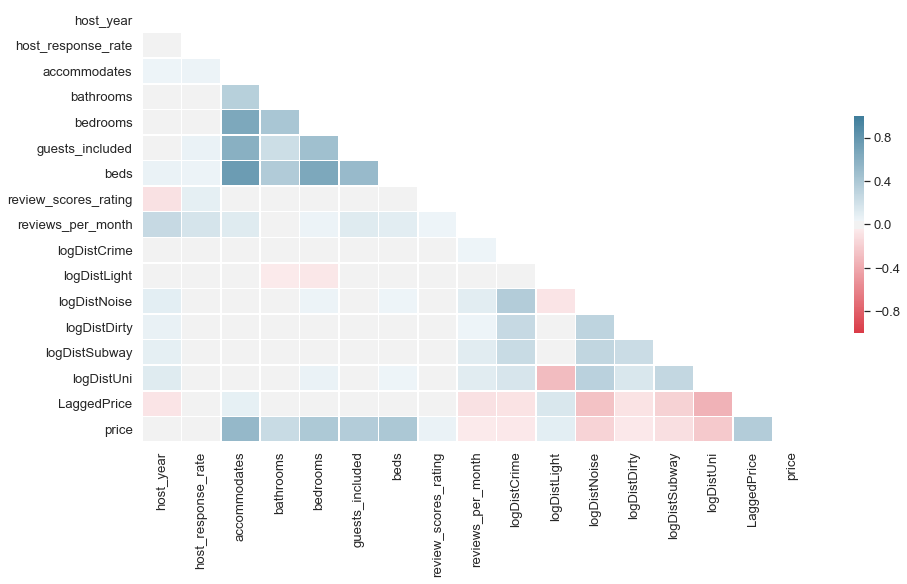 host_year
host_response_rate
accommodates
bathrooms
bedrooms
guests_included
beds
review_scores_rating
reviews_per_month
logDistCrime
logDistLight
logDistNoise
logDistDirty
logDistSubway
logDistUni
LaggedPrice
price
host_year
host_response_rate
accommodates
bathrooms
bedrooms
guests_included
beds
review_scores_rating
reviews_per_month
logDistCrime
logDistLight
logDistNoise
logDistDirty
logDistSubway
logDistUni
LaggedPrice
price
0.8
0.4
0.0
−0.4
−0.8